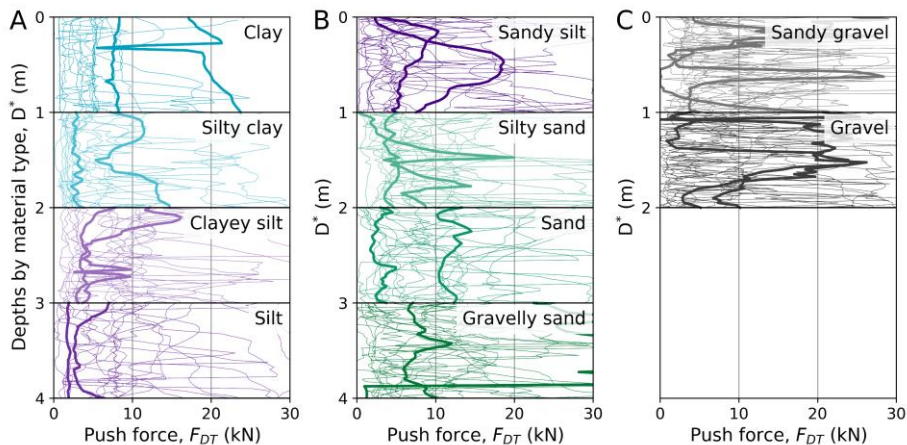 A
Depths by material type, D* (m)
0
1
2
3
4
Clay
Silty clay
Clayey silt
Silt
0 10 20 30
Push force, F_DT (kN)
B
D* (m)
0
1
2
3
4
Sandy silt
Silty sand
Sand
Gravelly sand
0 10 20 30
Push force, F_DT (kN)
C
D* (m)
0
1
2
3
4
Sandy gravel
Gravel
0 10 20 30
Push force, F_DT (kN)